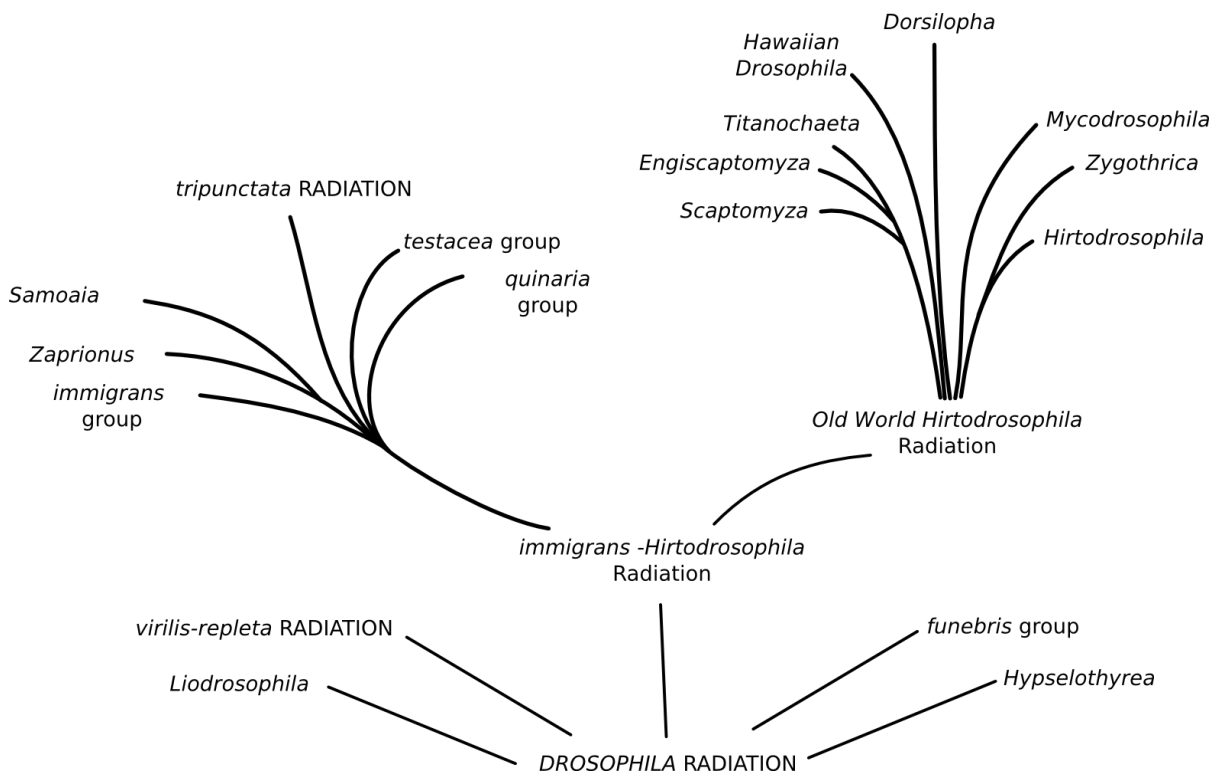 Dorsilopha
Hawaiian
Drosophila
Titanochaeta
Mycodrosophila
Engiscaptomyza
Zygothrica
Scaptomyza
Hirtodrosophila
tripunctata RADIATION
testacea group
quinaria
group
Samoaia
Zaprionus
immigrans
group
Old World Hirtodrosophila
Radiation
immigrans -Hirtodrosophila
Radiation
virilis-repleta RADIATION
funebris group
Liodrosophila
Hypselothyrea
DROSOPHILA RADIATION